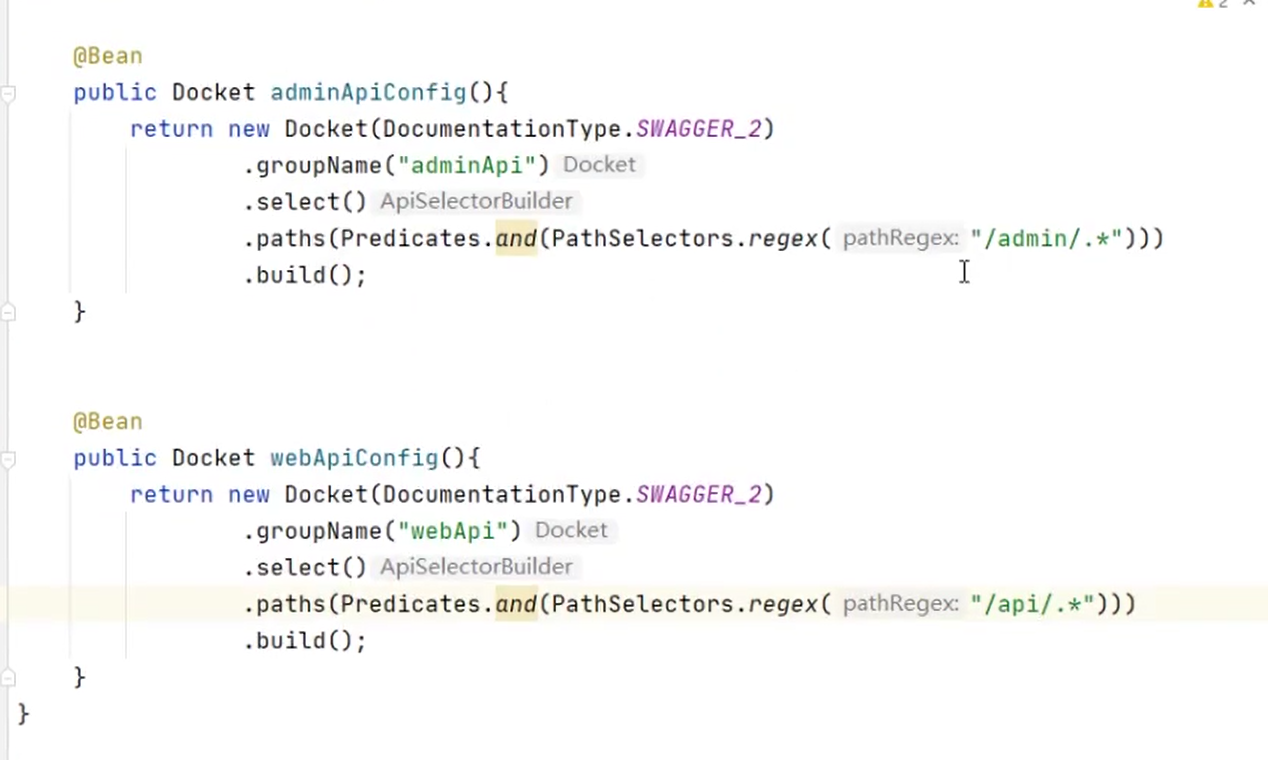 2
@Bean
public Docket adminApiConfig(){
return new Docket(DocumentationType.SWAGGER_2)
.groupName("adminApi") Docket
.select() ApiSelectorBuilder
.paths(Predicates.and(PathSelectors.regex( pathRegex: "/admin/.*")))
.build();
}
@Bean
public Docket webApiConfig(){
return new Docket(DocumentationType.SWAGGER_2)
.groupName("webApi") Docket
.select() ApiSelectorBuilder
.paths(Predicates.and(PathSelectors.regex( pathRegex: "/api/.*")))
.build();
}
}